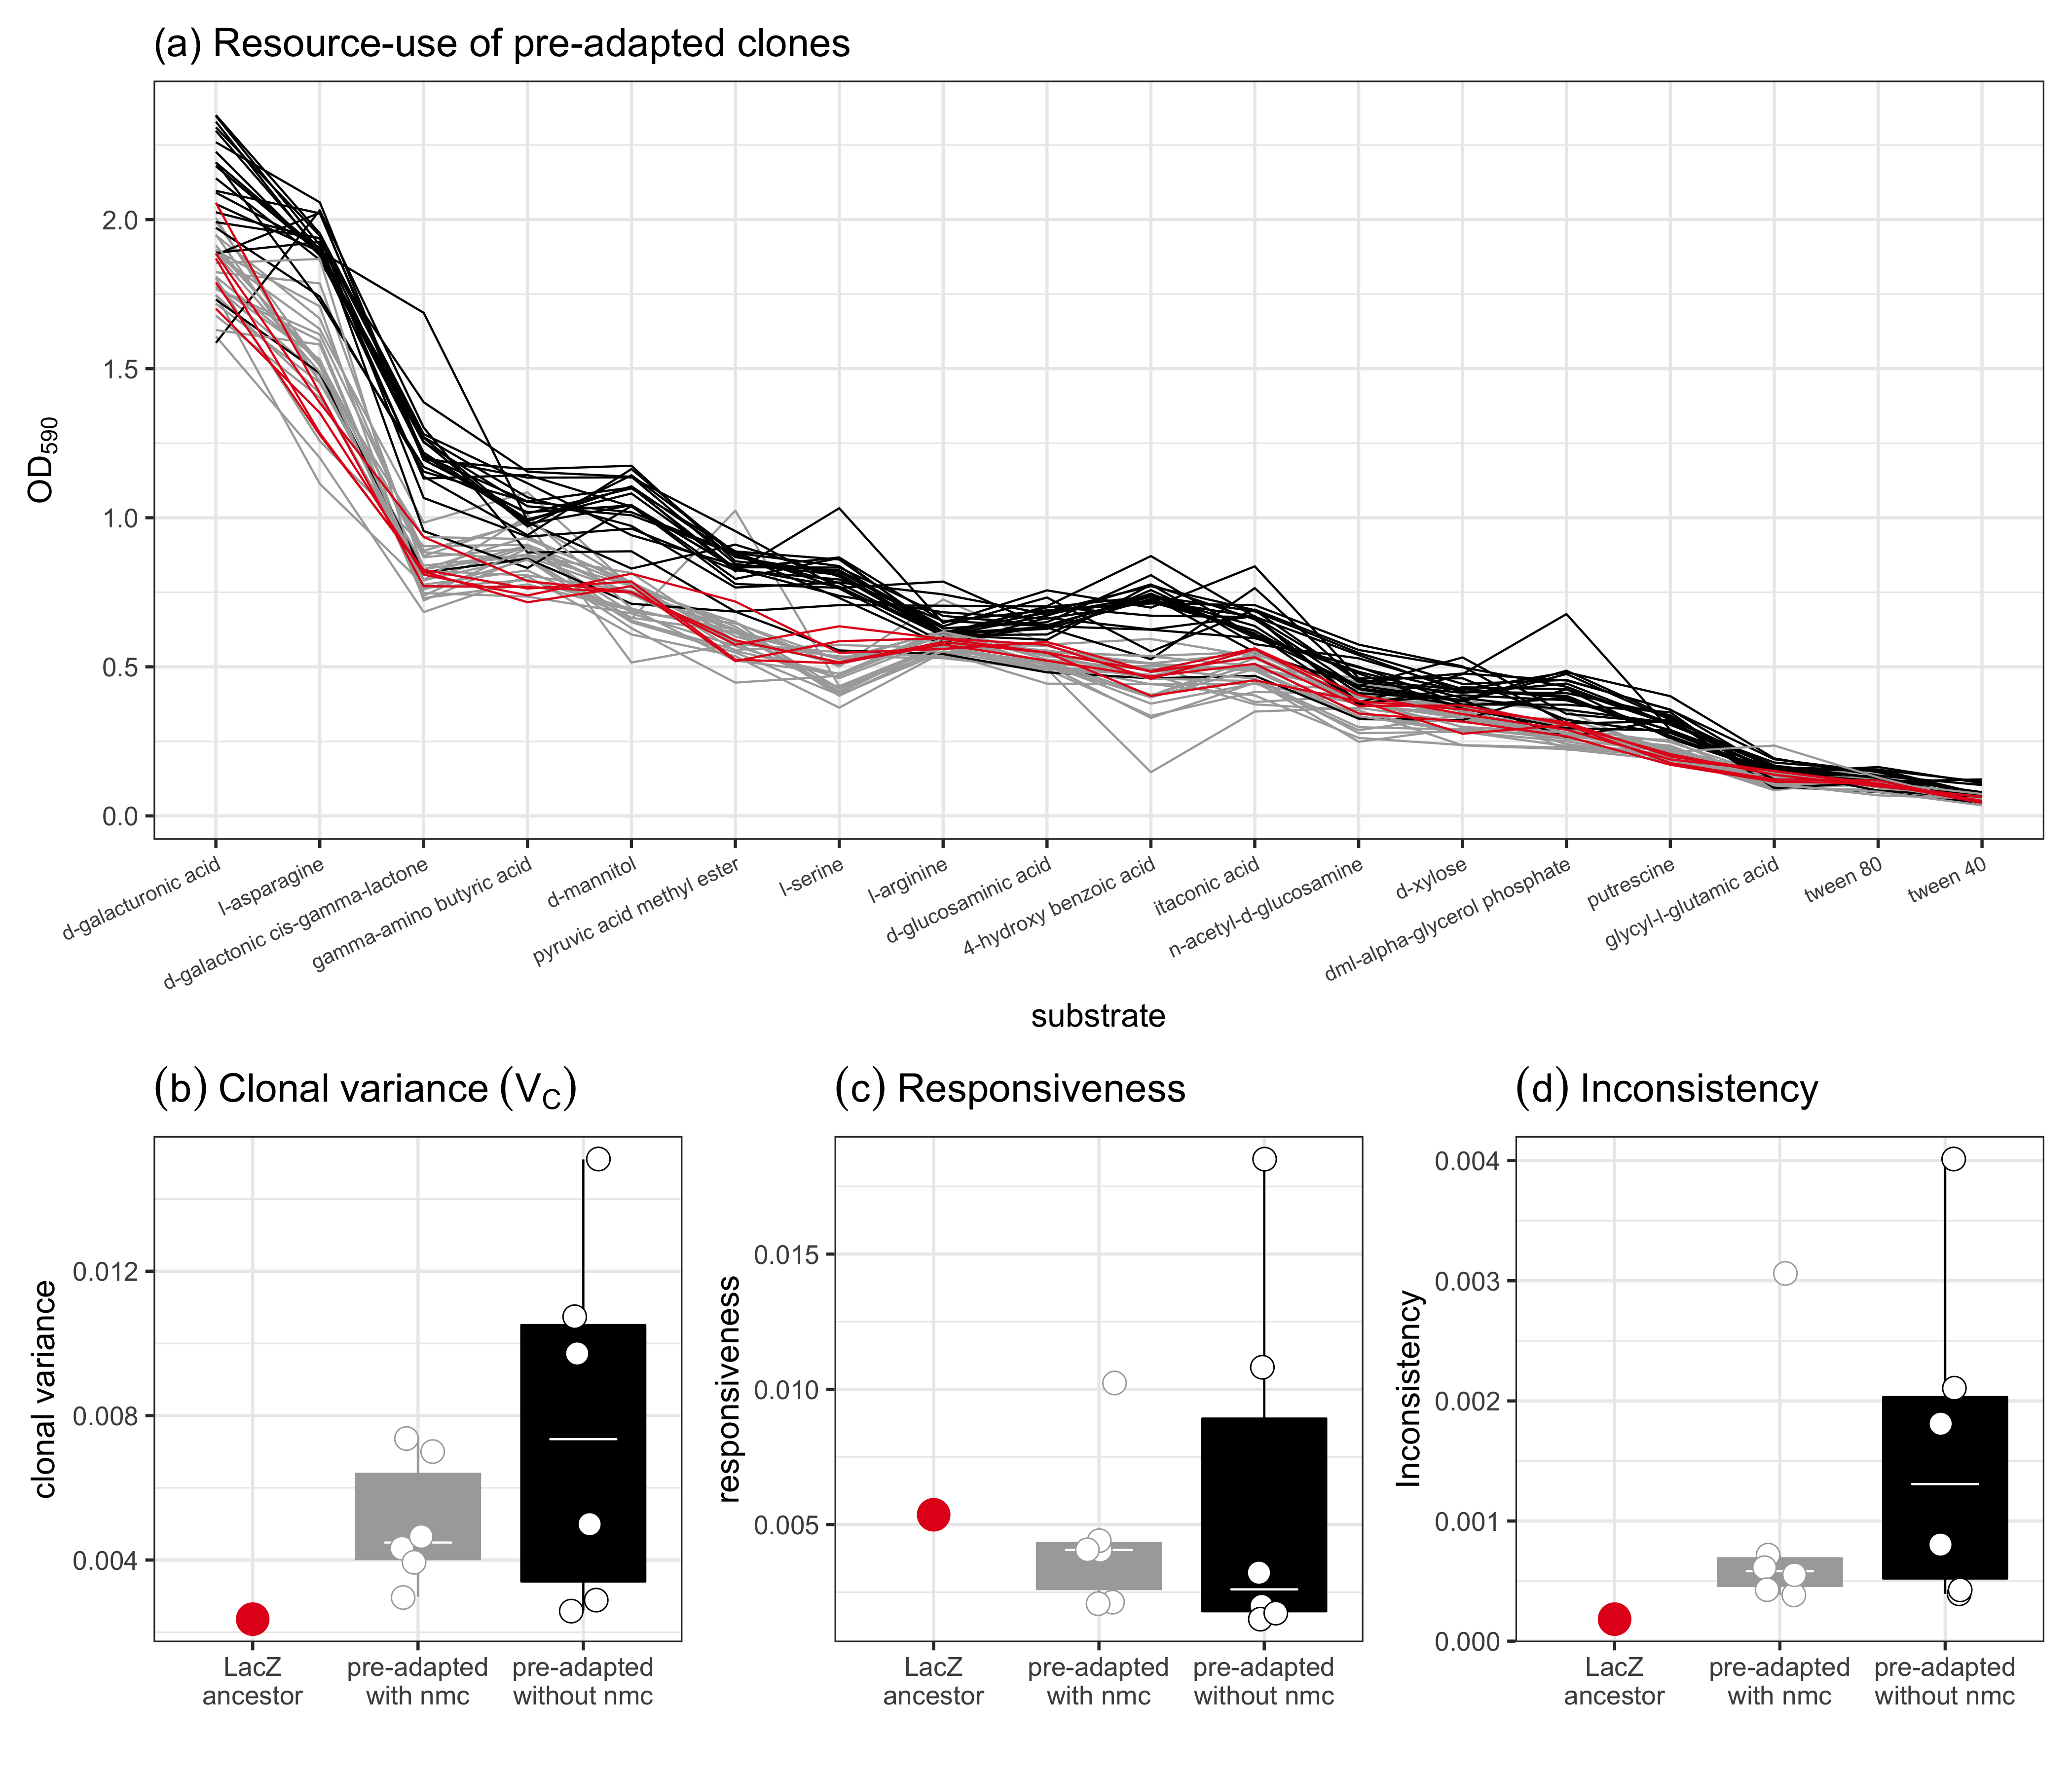 (a) Resource-use of pre-adapted clones
OD590
2.0
1.5
1.0
0.5
0.0
d-galacturonic acid
l-asparagine
d-galactonic cis-gamma-lactone
gamma-amino butyric acid
d-mannitol
pyruvic acid methyl ester
l-serine
l-arginine
d-glucosaminic acid
4-hydroxy benzoic acid
itaconic acid
n-acetyl-d-glucosamine
d-xylose
dml-alpha-glycerol phosphate
putrescine
glycyl-l-glutamic acid
tween 80
tween 40
substrate
(b) Clonal variance (VC)
clonal variance
0.012
0.008
0.004
LacZ
ancestor
pre-adapted
with nmc
pre-adapted
without nmc
(c) Responsiveness
responsiveness
0.015
0.010
0.005
LacZ
ancestor
pre-adapted
with nmc
pre-adapted
without nmc
(d) Inconsistency
Inconsistency
0.004
0.003
0.002
0.001
0.000
LacZ
ancestor
pre-adapted
with nmc
pre-adapted
without nmc